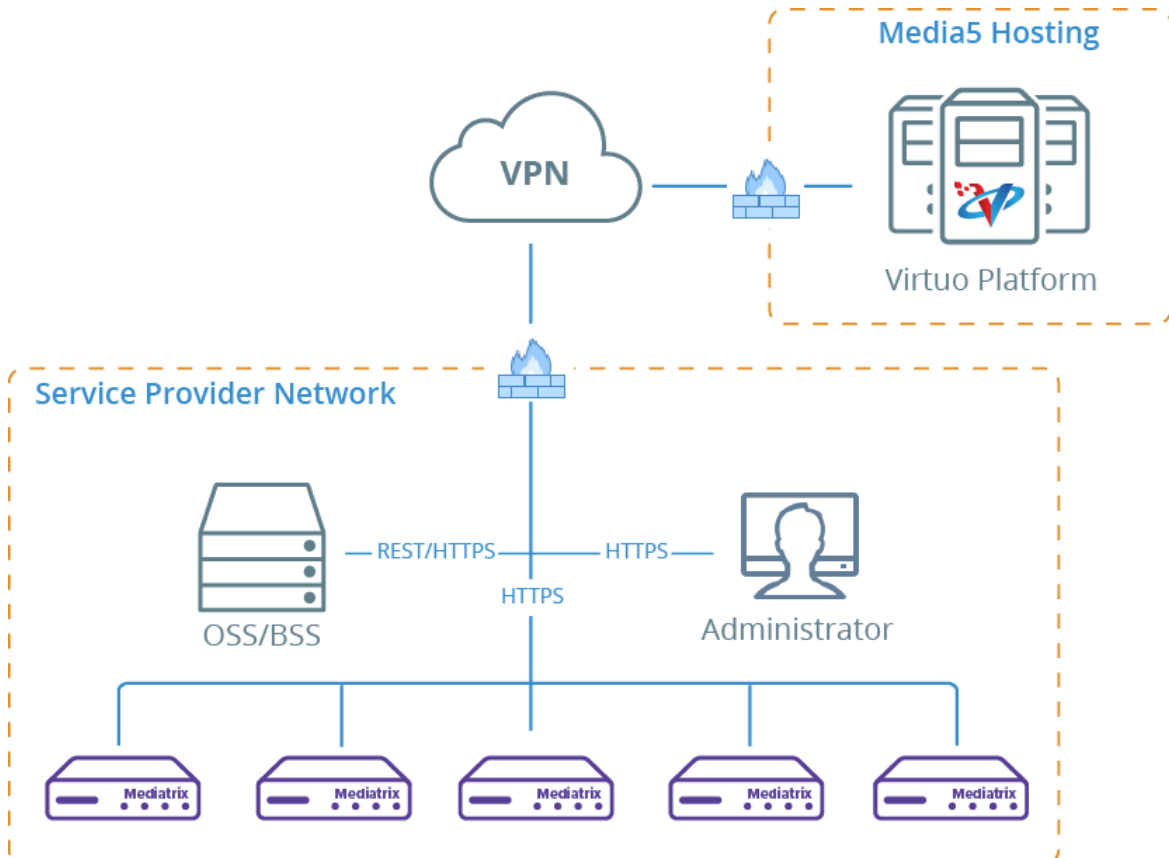 Media5 Hosting
VPN
Virtuo Platform
Service Provider Network
REST/HTTPS
HTTPS
HTTPS
OSS/BSS
Administrator
Mediatrix
Mediatrix
Mediatrix
Mediatrix
Mediatrix